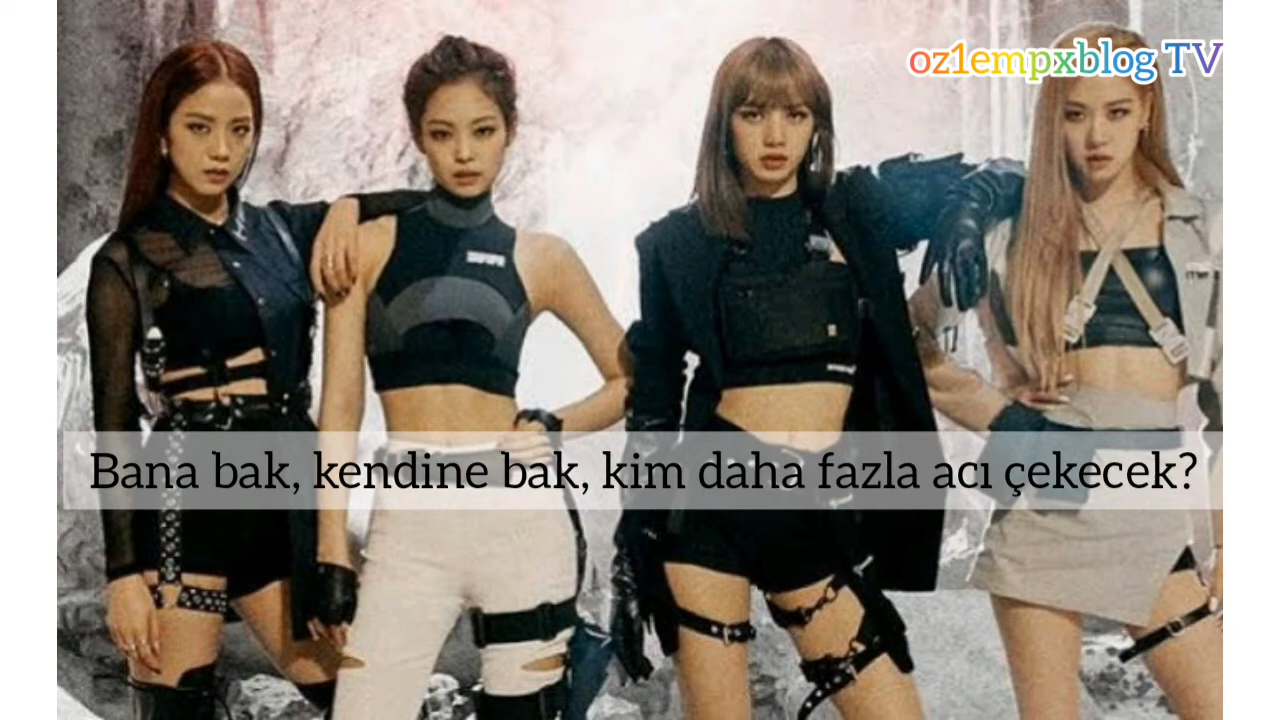 oz1empxblog TV
Bana bak, kendine bak, kim daha fazla acı çekecek?